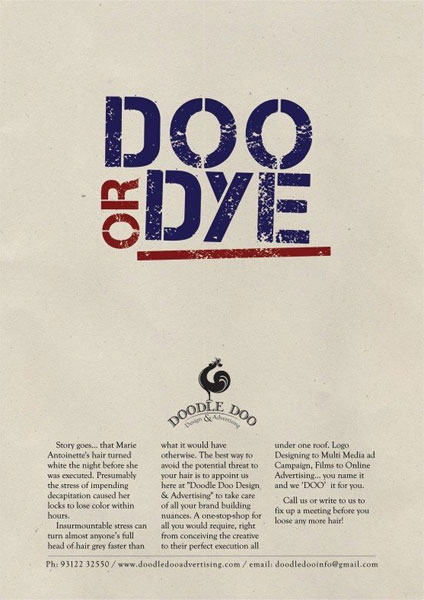 DOO
OR
DYE
DOODLE DOO
Design & Advertising
Story goes... that Marie
Antoinette's hair turned
white the night before she
was executed. Presumably
the stress of impending
decapitation caused her
locks to lose color within
hours.
Insurmountable stress can
turn almost anyone's full
head of hair grey faster than
what it would have
otherwise. The best way to
avoid the potential threat to
your hair is to appoint us
here at "Doodle Doo Design
& Advertising" to take care
of all your brand building
nuances. A one-stop-shop for
all you would require, right
from conceiving the creative
to their perfect execution all
under one roof. Logo
Designing to Multi Media ad
Campaign, Films to Online
Advertising... you name it
and we 'DOO' it for you.
Call us or write to us to
fix up a meeting before you
loose any more hair!
Ph: 93122 32550 / www.doodledooadvertising.com / email: doodledooinfo@gmail.com